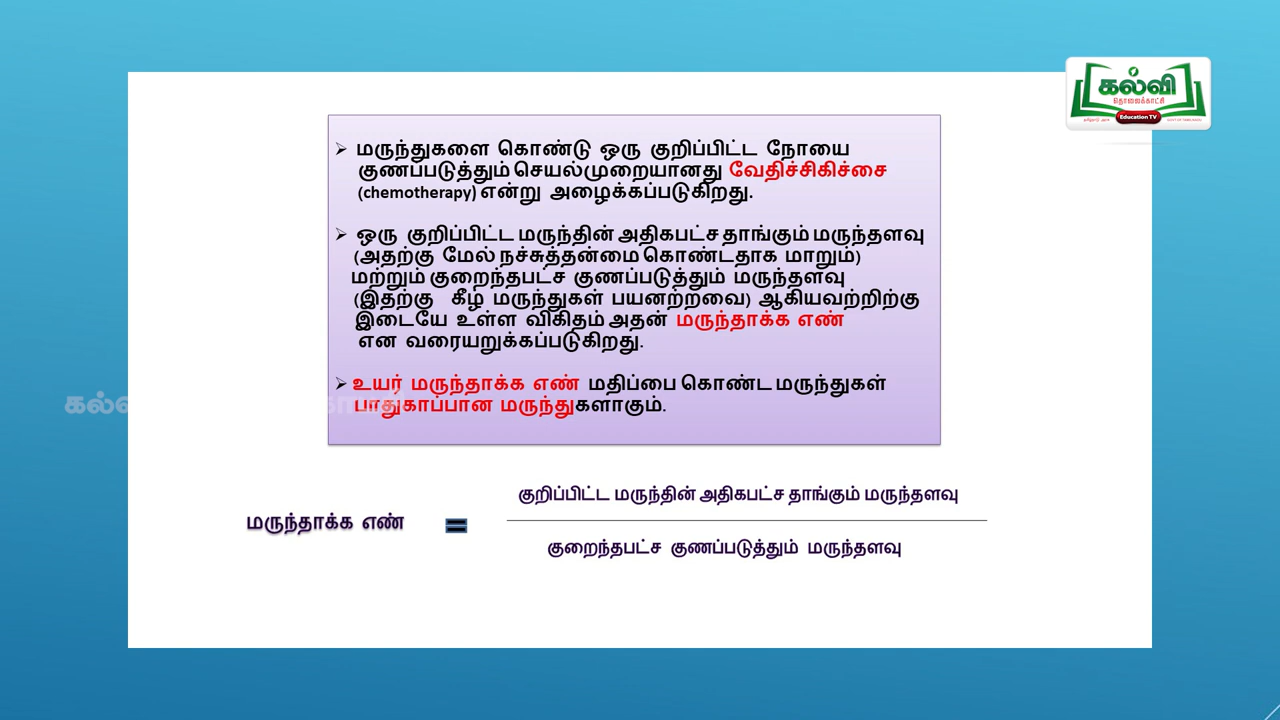 கல்வி
தொலைக்காட்சி
Education TV
➢ மருந்துகளை கொண்டு ஒரு குறிப்பிட்ட நோயை
குணப்படுத்தும் செயல்முறையானது வேதிச்சிகிச்சை
(chemotherapy) என்று அழைக்கப்படுகிறது.
➢ ஒரு குறிப்பிட்ட மருந்தின் அதிகபட்ச தாங்கும் மருந்தளவு
(அதற்கு மேல் நச்சுத்தன்மை கொண்டதாக மாறும்)
மற்றும் குறைந்தபட்ச குணப்படுத்தும் மருந்தளவு
(இதற்கு கீழ் மருந்துகள் பயனற்றவை) ஆகியவற்றிற்கு
இடையே உள்ள விகிதம் அதன் மருந்தாக்க எண்
என வரையறுக்கப்படுகிறது.
➢ உயர் மருந்தாக்க எண் மதிப்பை கொண்ட மருந்துகள்
பாதுகாப்பான மருந்துகளாகும்.
குறிப்பிட்ட மருந்தின் அதிகபட்ச தாங்கும் மருந்தளவு
மருந்தாக்க எண் =
குறைந்தபட்ச குணப்படுத்தும் மருந்தளவு